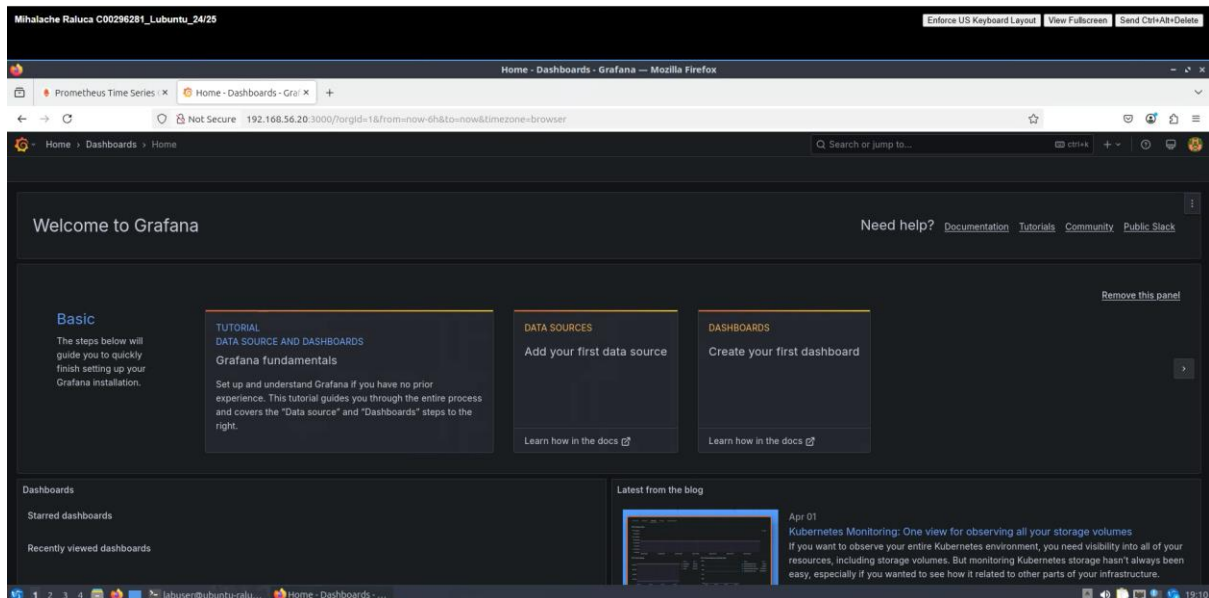 Mihalache Raluca C00296281_Lubuntu_24/25
Enforce US Keyboard Layout View Fullscreen Send Ctrl+Alt+Delete
Home - Dashboards - Grafana — Mozilla Firefox
Prometheus Time Series Home - Dashboards - Gra
Not Secure 192.168.56.20:3000/?orgId=1&from=now-6h&to=now&timezone=browser
Home › Dashboards › Home
Search or jump to... ctrl+k
Welcome to Grafana
Need help? Documentation Tutorials Community Public Slack
Remove this panel
Basic
The steps below will
guide you to quickly
finish setting up your
Grafana installation.
TUTORIAL
DATA SOURCE AND DASHBOARDS
Grafana fundamentals
Set up and understand Grafana if you have no prior
experience. This tutorial guides you through the entire process
and covers the “Data source” and “Dashboards” steps to the
right.
DATA SOURCES
Add your first data source
Learn how in the docs
DASHBOARDS
Create your first dashboard
Learn how in the docs
Dashboards
Starred dashboards
Recently viewed dashboards
Latest from the blog
Apr 01
Kubernetes Monitoring: One view for observing all your storage volumes
If you want to observe your entire Kubernetes environment, you need visibility into all of your
resources, including storage volumes. But monitoring Kubernetes storage hasn't always been
easy, especially if you wanted to see how it related to other parts of your infrastructure.
1 2 3 4 labuser@ubuntu-ralu... Home - Dashboards - ... 19:10